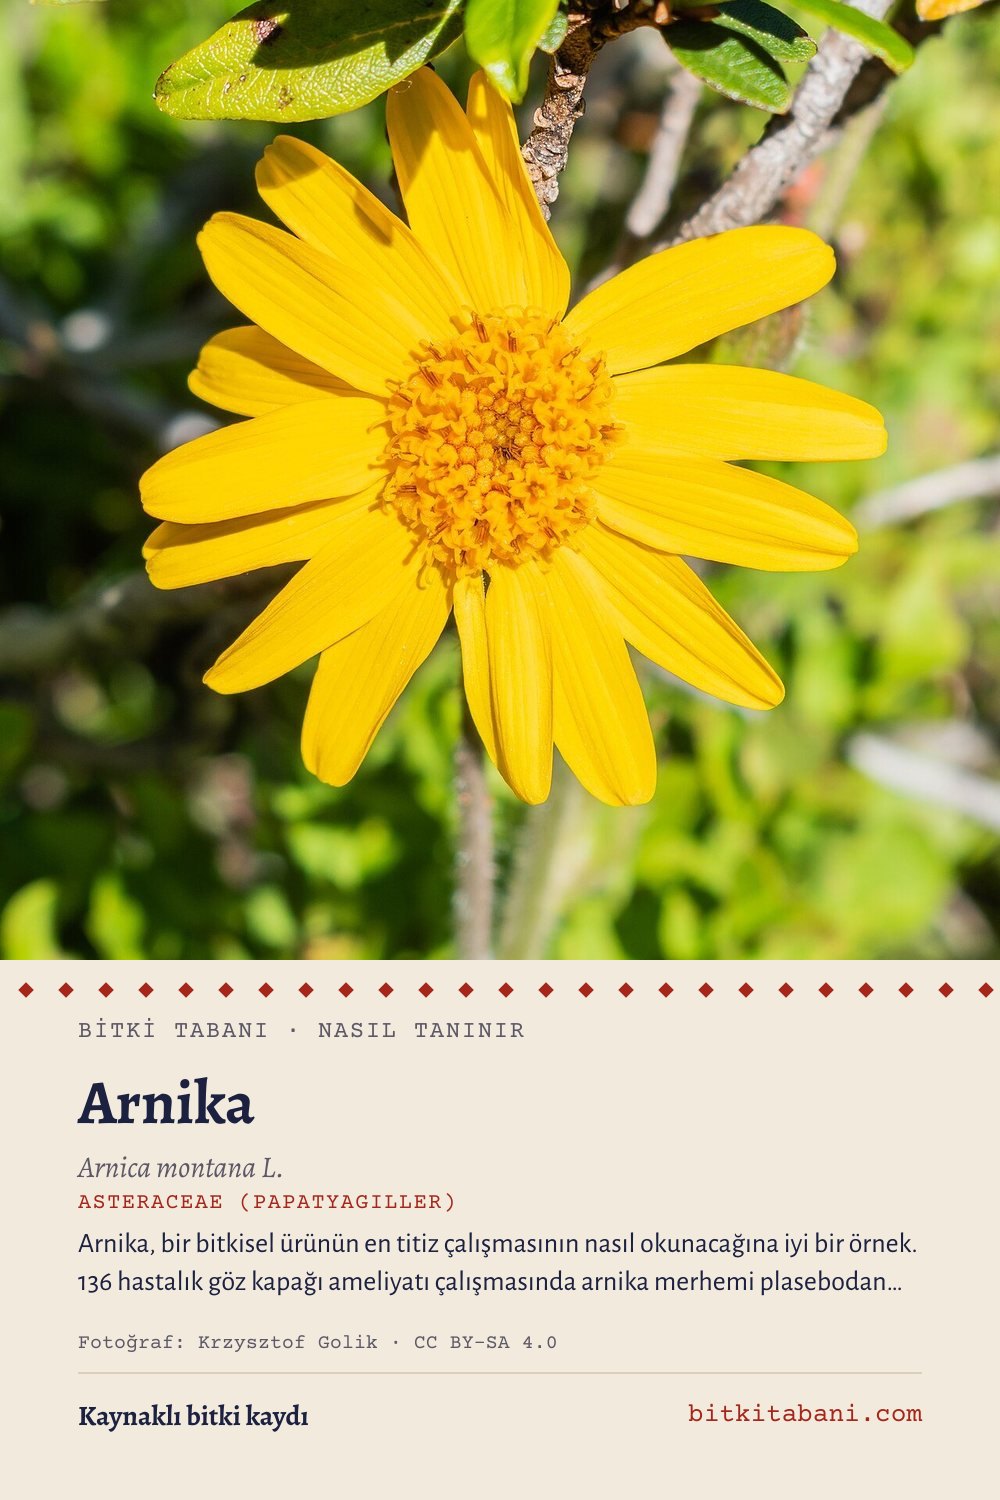 BİTKİ TABANI · NASIL TANINIR
Arnika
Arnica montana L.
ASTERACEAE (PAPATYAGILLER)
Arnika, bir bitkisel ürünün en titiz çalışmasının nasıl okunacağına iyi bir örnek.
136 hastalık göz kapağı ameliyatı çalışmasında arnika merhemi plasebodan…
Fotoğraf: Krzysztof Golik · CC BY-SA 4.0
Kaynaklı bitki kaydı
bitkitabani.com